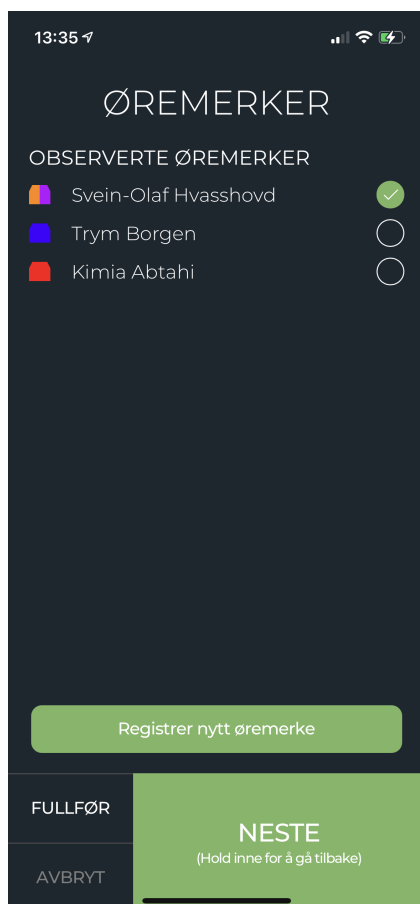 13:35
ØREMERKER
OBSERVERTE ØREMERKER
Svein-Olaf Hvasshovd
Trym Borgen
Kimia Abtahi
Registrer nytt øremerke
FULLFØR
NESTE
(Hold inne for å gå tilbake)
AVBRYT